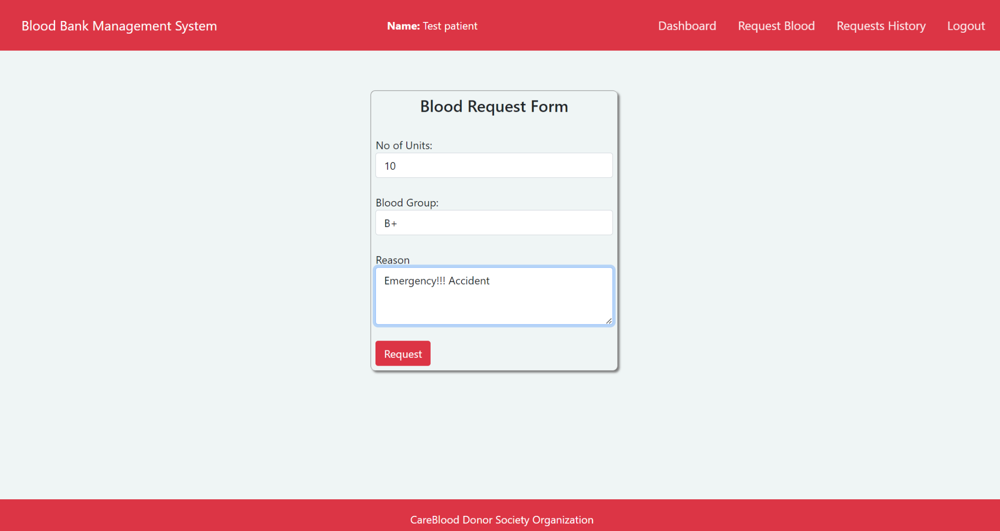 Blood Bank Management System
Name: Test patient
Dashboard
Request Blood
Requests History
Logout
Blood Request Form
No of Units:
10
Blood Group:
B+
Reason
Emergency!!! Accident
Request
CareBlood Donor Society Organization